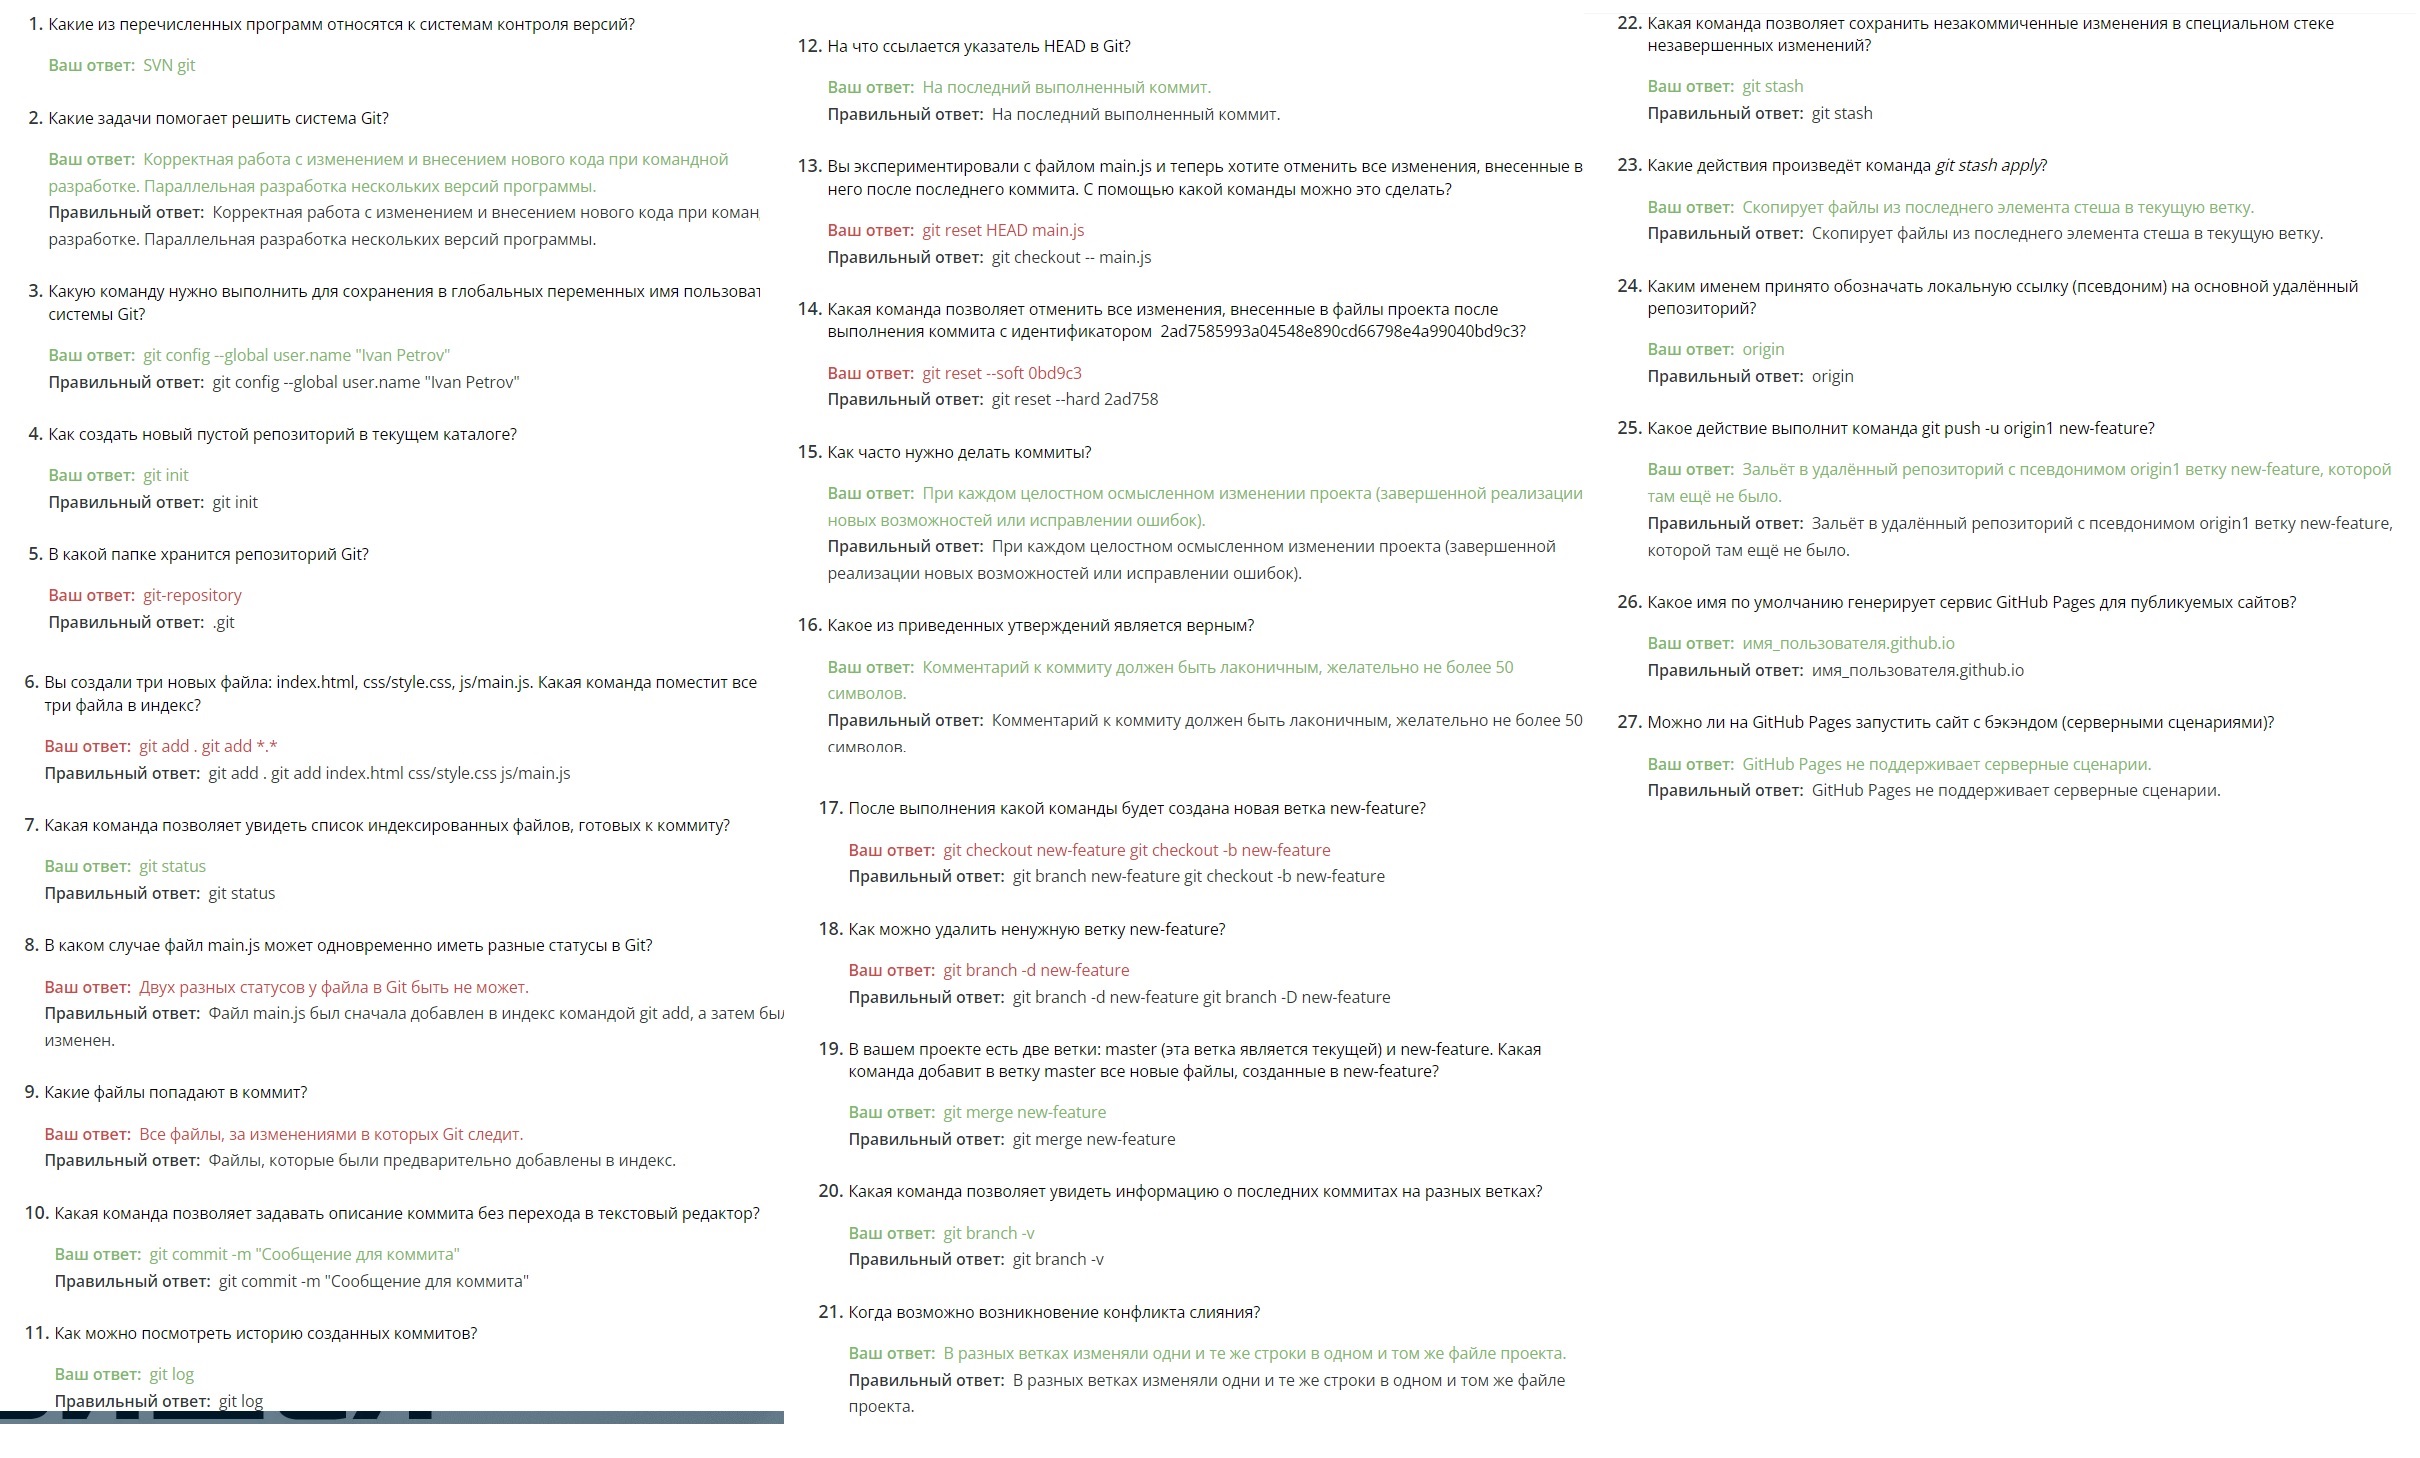 1. Какие из перечисленных программ относятся к системам контроля версий?
Ваш ответ: SVN git
2. Какие задачи помогает решить система Git?
Ваш ответ: Корректная работа с изменением и внесением нового кода при командной
разработке. Параллельная разработка нескольких версий программы.
Правильный ответ: Корректная работа с изменением и внесением нового кода при коман
разработке. Параллельная разработка нескольких версий программы.
3. Какую команду нужно выполнить для сохранения в глобальных переменных имя пользоват
системы Git?
Ваш ответ: git config --global user.name "Ivan Petrov"
Правильный ответ: git config --global user.name "Ivan Petrov"
4. Как создать новый пустой репозиторий в текущем каталоге?
Ваш ответ: git init
Правильный ответ: git init
5. В какой папке хранится репозиторий Git?
Ваш ответ: git-repository
Правильный ответ: .git
6. Вы создали три новых файла: index.html, css/style.css, js/main.js. Какая команда поместит все
три файла в индекс?
Ваш ответ: git add . git add *.*
Правильный ответ: git add . git add index.html css/style.css js/main.js
7. Какая команда позволяет увидеть список индексированных файлов, готовых к коммиту?
Ваш ответ: git status
Правильный ответ: git status
8. В каком случае файл main.js может одновременно иметь разные статусы в Git?
Ваш ответ: Двух разных статусов у файла в Git быть не может.
Правильный ответ: Файл main.js был сначала добавлен в индекс командой git add, а затем был
изменен.
9. Какие файлы попадают в коммит?
Ваш ответ: Все файлы, за изменениями в которых Git следит.
Правильный ответ: Файлы, которые были предварительно добавлены в индекс.
10. Какая команда позволяет задавать описание коммита без перехода в текстовый редактор?
Ваш ответ: git commit -m "Сообщение для коммита"
Правильный ответ: git commit -m "Сообщение для коммита"
11. Как можно посмотреть историю созданных коммитов?
Ваш ответ: git log
Правильный ответ: git log
12. На что ссылается указатель HEAD в Git?
Ваш ответ: На последний выполненный коммит.
Правильный ответ: На последний выполненный коммит.
13. Вы экспериментировали с файлом main.js и теперь хотите отменить все изменения, внесенные в
него после последнего коммита. С помощью какой команды можно это сделать?
Ваш ответ: git reset HEAD main.js
Правильный ответ: git checkout -- main.js
14. Какая команда позволяет отменить все изменения, внесенные в файлы проекта после
выполнения коммита с идентификатором 2ad7585993a04548e890cd66798e4a99040bd9c3?
Ваш ответ: git reset --soft 0bd9c3
Правильный ответ: git reset --hard 2ad758
15. Как часто нужно делать коммиты?
Ваш ответ: При каждом целостном осмысленном изменении проекта (завершенной реализации
новых возможностей или исправлении ошибок).
Правильный ответ: При каждом целостном осмысленном изменении проекта (завершенной
реализации новых возможностей или исправлении ошибок).
16. Какое из приведенных утверждений является верным?
Ваш ответ: Комментарий к коммиту должен быть лаконичным, желательно не более 50
символов.
Правильный ответ: Комментарий к коммиту должен быть лаконичным, желательно не более 50
символов.
17. После выполнения какой команды будет создана новая ветка new-feature?
Ваш ответ: git checkout new-feature git checkout -b new-feature
Правильный ответ: git branch new-feature git checkout -b new-feature
18. Как можно удалить ненужную ветку new-feature?
Ваш ответ: git branch -d new-feature
Правильный ответ: git branch -d new-feature git branch -D new-feature
19. В вашем проекте есть две ветки: master (эта ветка является текущей) и new-feature. Какая
команда добавит в ветку master все новые файлы, созданные в new-feature?
Ваш ответ: git merge new-feature
Правильный ответ: git merge new-feature
20. Какая команда позволяет увидеть информацию о последних коммитах на разных ветках?
Ваш ответ: git branch -v
Правильный ответ: git branch -v
21. Когда возможно возникновение конфликта слияния?
Ваш ответ: В разных ветках изменяли одни и те же строки в одном и том же файле проекта.
Правильный ответ: В разных ветках изменяли одни и те же строки в одном и том же файле
проекта.
22. Какая команда позволяет сохранить незакоммиченные изменения в специальном стеке
незавершенных изменений?
Ваш ответ: git stash
Правильный ответ: git stash
23. Какие действия произведёт команда git stash apply?
Ваш ответ: Скопирует файлы из последнего элемента стеша в текущую ветку.
Правильный ответ: Скопирует файлы из последнего элемента стеша в текущую ветку.
24. Каким именем принято обозначать локальную ссылку (псевдоним) на основной удалённый
репозиторий?
Ваш ответ: origin
Правильный ответ: origin
25. Какое действие выполнит команда git push -u origin1 new-feature?
Ваш ответ: Зальёт в удалённый репозиторий с псевдонимом origin1 ветку new-feature, которой
там ещё не было.
Правильный ответ: Зальёт в удалённый репозиторий с псевдонимом origin1 ветку new-feature,
которой там ещё не было.
26. Какое имя по умолчанию генерирует сервис GitHub Pages для публикуемых сайтов?
Ваш ответ: имя_пользователя.github.io
Правильный ответ: имя_пользователя.github.io
27. Можно ли на GitHub Pages запустить сайт с бэкэндом (серверными сценариями)?
Ваш ответ: GitHub Pages не поддерживает серверные сценарии.
Правильный ответ: GitHub Pages не поддерживает серверные сценарии.